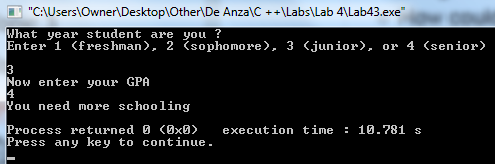 "C:\Users\Owner\Desktop\Other\De Anza\C ++\Labs\Lab 4\Lab43.exe"
What year student are you ?
Enter 1 (freshman), 2 (sophomore), 3 (junior), or 4 (senior)
3
Now enter your GPA
4
You need more schooling
Process returned 0 (0x0)   execution time : 10.781 s
Press any key to continue.